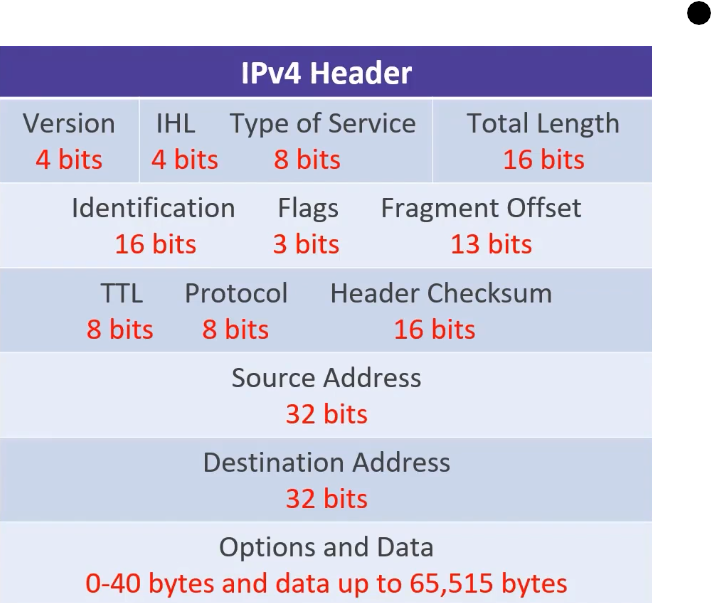 IPv4 Header
Version IHL Type of Service Total Length
4 bits 4 bits 8 bits 16 bits
Identification Flags Fragment Offset
16 bits 3 bits 13 bits
TTL Protocol Header Checksum
8 bits 8 bits 16 bits
Source Address
32 bits
Destination Address
32 bits
Options and Data
0-40 bytes and data up to 65,515 bytes